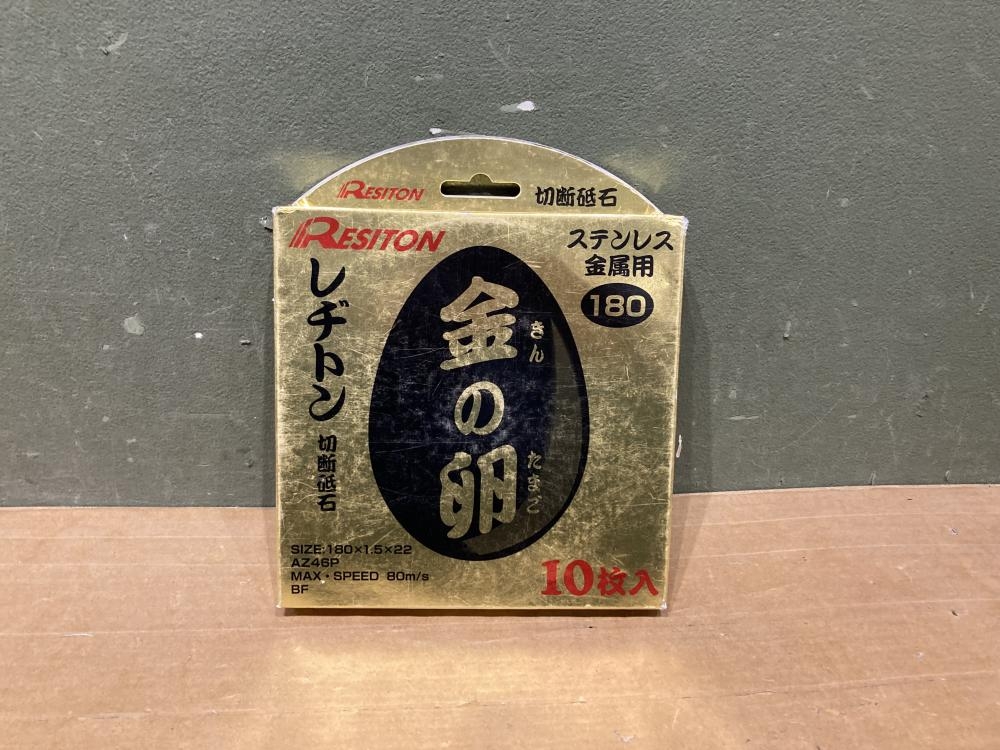 RESITON 切断砥石
RESITON
ステンレス
金属用
180
レヂトン 切断砥石
金の卵
きん
たまご
SIZE:180×1.5×22
AZ46P
MAX・SPEED 80m/s
BF
10枚入